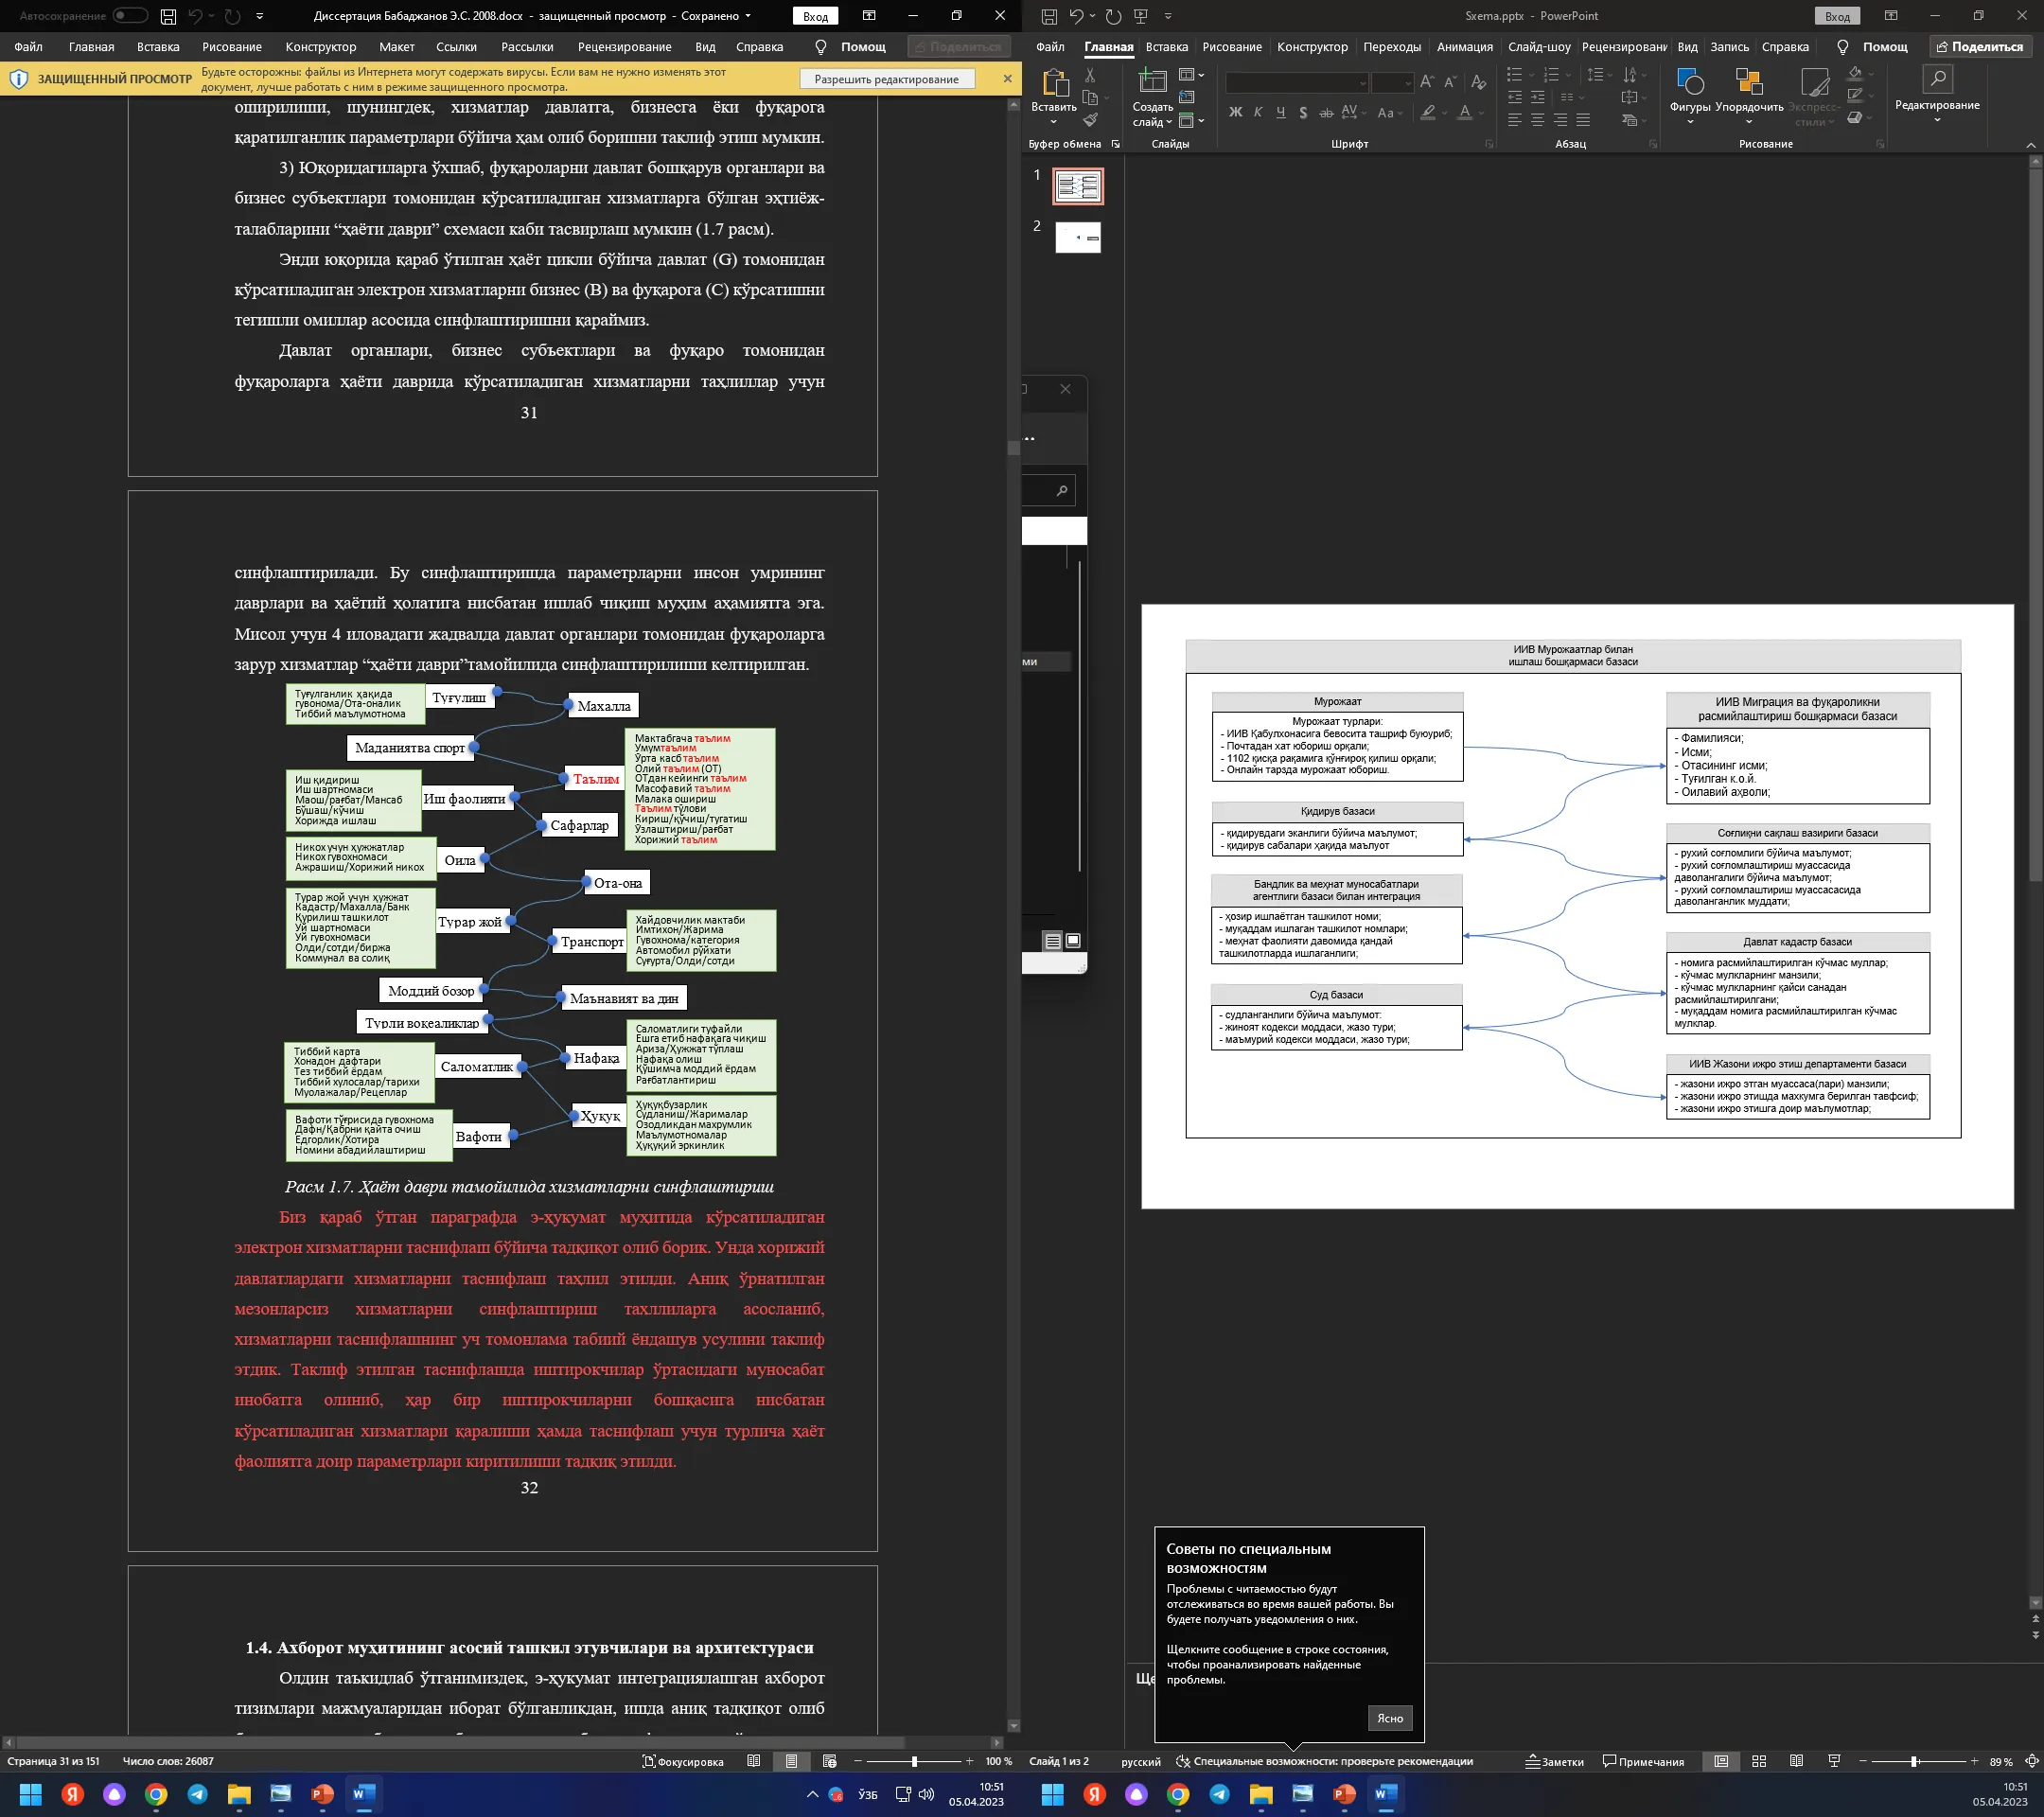 Автосохранение
Диссертация Бабаджанов Э.С. 2008.docx - защищенный просмотр - Сохранено
Вход
Файл Главная Вставка Рисование Конструктор Макет Ссылки Рассылки Рецензирование Вид Справка Помощ Поделиться
ЗАЩИЩЕННЫЙ ПРОСМОТР
Будьте осторожны: файлы из Интернета могут содержать вирусы. Если вам не нужно изменять этот
документ, лучше работать с ним в режиме защищенного просмотра.
Разрешить редактирование
оширилиши, шунингдек, хизматлар давлатга, бизнесга ёки фуқарога
қаратилганлик параметрлари бўйича ҳам олиб боришни таклиф этиш мумкин.
3) Юқоридагиларга ўхшаб, фуқароларни давлат бошқарув органлари ва
бизнес субъектлари томонидан кўрсатиладиган хизматларга бўлган эҳтиёж-
талабларини “ҳаёти даври” схемаси каби тасвирлаш мумкин (1.7 расм).
Энди юқорида қараб ўтилган ҳаёт цикли бўйича давлат (G) томонидан
кўрсатиладиган электрон хизматларни бизнес (B) ва фуқарога (C) кўрсатишни
тегишли омиллар асосида синфлаштиришни қараймиз.
Давлат органлари, бизнес субъектлари ва фуқаро томонидан
фуқароларга ҳаёти даврида кўрсатиладиган хизматларни таҳлиллар учун
31
синфлаштирилади. Бу синфлаштиришда параметрларни инсон умрининг
даврлари ва ҳаётий ҳолатига нисбатан ишлаб чиқиш муҳим аҳамиятга эга.
Мисол учун 4 иловадаги жадвалда давлат органлари томонидан фуқароларга
зарур хизматлар “ҳаёти даври”тамойилида синфлаштирилиши келтирилган.
Туғулганлик ҳақида
гувонома/Ота-оналик
Тиббий маълумотнома
Туғулиш
Махалла
Маданиятва спорт
Мактабгача таълим
Умумтаълим
Ўрта касб таълим
Олий таълим (ОТ)
ОТдан кейинги таълим
Масофавий таълим
Малака ошириш
Таълим тўлови
Кириш/кўчиш/тугатиш
Ўзлаштириш/рағбат
Хорижий таълим
Таълим
Иш қидириш
Иш шартномаси
Маош/рағбат/Мансаб
Бўшаш/кўчиш
Хорижда ишлаш
Иш фаолияти
Сафарлар
Никох учун ҳужжатлар
Никох гувохномаси
Ажрашиш/Хорижий никох
Оила
Ота-она
Турар жой учун ҳужжат
Кадастр/Махалла/Банк
Қурилиш ташкилот
Уй шартномаси
Уй гувохномаси
Олди/сотди/биржа
Коммунал ва солиқ
Турар жой
Транспорт
Хайдовчилик мактаби
Имтихон/Жарима
Гувохнома/категория
Автомобил рўйхати
Суғурта/Олди/сотди
Моддий бозор
Маънавият ва дин
Турли воқеаликлар
Саломатлиги туфайли
Ёшга етиб нафақага чиқиш
Ариза/Ҳужжат тўплаш
Нафақа олиш
Қўшимча моддий ёрдам
Рағбатлантириш
Нафақа
Тиббий карта
Хонадон дафтари
Тез тиббий ёрдам
Тиббий хулосалар/тарихи
Муолажалар/Рецеплар
Саломатлик
Ҳуқуқбузарлик
Судланиш/Жарималар
Озодликдан махрумлик
Маълумотномалар
Ҳуқуқий эркинлик
Ҳуқуқ
Вафоти тўғрисида гувохнома
Дафн/Қабрни қайта очиш
Ёдгорлик/Хотира
Номини абадийлаштириш
Вафоти
Расм 1.7. Ҳаёт даври тамойилида хизматларни синфлаштириш
Биз қараб ўтган параграфда э-ҳукумат муҳитида кўрсатиладиган
электрон хизматларни таснифлаш бўйича тадқиқот олиб борик. Унда хорижий
давлатлардаги хизматларни таснифлаш таҳлил этилди. Аниқ ўрнатилган
мезонларсиз хизматларни синфлаштириш тахллиларга асосланиб,
хизматларни таснифлашнинг уч томонлама табиий ёндашув усулини таклиф
этдик. Таклиф этилган таснифлашда иштирокчилар ўртасидаги муносабат
инобатга олиниб, ҳар бир иштирокчиларни бошқасига нисбатан
кўрсатиладиган хизматлари қаралиши ҳамда таснифлаш учун турлича ҳаёт
фаолиятга доир параметрлари киритилиши тадқиқ этилди.
32
1.4. Ахборот муҳитининг асосий ташкил этувчилари ва архитектураси
Олдин таъкидлаб ўтганимиздек, э-ҳукумат интеграциялашган ахборот
тизимлари мажмуаларидан иборат бўлганликдан, ишда аниқ тадқиқот олиб
Страница 31 из 151 Число слов: 26087 Фокусировка 100 %
ЎЗБ
10:51
05.04.2023
Sxema.pptx - PowerPoint
Вход
Файл Главная Вставка Рисование Конструктор Переходы Анимация Слайд-шоу Рецензировани Вид Запись Справка Помощ Поделиться
Вставить
Создать
слайд
Ж К Ч S ab AV Aa A
Фигуры Упорядочить Экспресс-
стили
Редактирование
Буфер обмена Слайды Шрифт Абзац Рисование
1
2
ми
ИИВ Мурожаатлар билан
ишлаш бошқармаси базаси
Мурожаат
Мурожаат турлари:
- ИИВ Қабулхонасига бевосита ташриф буюуриб;
- Почтадан хат юбориш орқали;
- 1102 қисқа рақамига қўнғироқ қилиш орқали;
- Онлайн тарзда мурожаат юбориш.
Қидирув базаси
- қидирувдаги эканлиги бўйича маълумот;
- қидирув сабалари ҳақида малуот
Бандлик ва меҳнат муносабатлари
агентлиги базаси билан интеграция
- ҳозир ишлаётган ташкилот номи;
- муқаддам ишлаган ташкилот номлари;
- меҳнат фаолияти давомида қандай
ташкилотларда ишлаганлиги;
Суд базаси
- судланганлиги бўйича маълумот:
- жиноят кодекси моддаси, жазо тури;
- маъмурий кодекси моддаси, жазо тури;
ИИВ Миграция ва фуқароликни
расмийлаштириш бошқармаси базаси
- Фамилияси;
- Исми;
- Отасининг исми;
- Туғилган к.о.й.
- Оилавий аҳволи;
Соғлиқни сақлаш вазириги базаси
- рухий соғломлиги бўйича маълумот;
- рухий соғломлаштириш муассасида
даволангалиги бўйича маълумот;
- рухий соғломлаштириш муассасасида
даволанганлик муддати;
Давлат кадастр базаси
- номига расмийлаштирилган кўчмас муллар;
- кўчмас мулкларнинг манзили;
- кўчмас мулкларнинг қайси санадан
расмийлаштирилгани;
- муқаддам номига расмийлаштирилган кўчмас
мулклар.
ИИВ Жазони ижро этиш департаменти базаси
- жазони ижро этган муассаса(лари) манзили;
- жазони ижро этишда маҳкумга берилган тавфсиф;
- жазони ижро этишга доир маълумотлар;
Ще
Советы по специальным
возможностям
Проблемы с читаемостью будут
отслеживаться во время вашей работы. Вы
будете получать уведомления о них.
Щелкните сообщение в строке состояния,
чтобы проанализировать найденные
проблемы.
Ясно
Слайд 1 из 2 русский Специальные возможности: проверьте рекомендации Заметки Примечания 89 %
10:51
05.04.2023